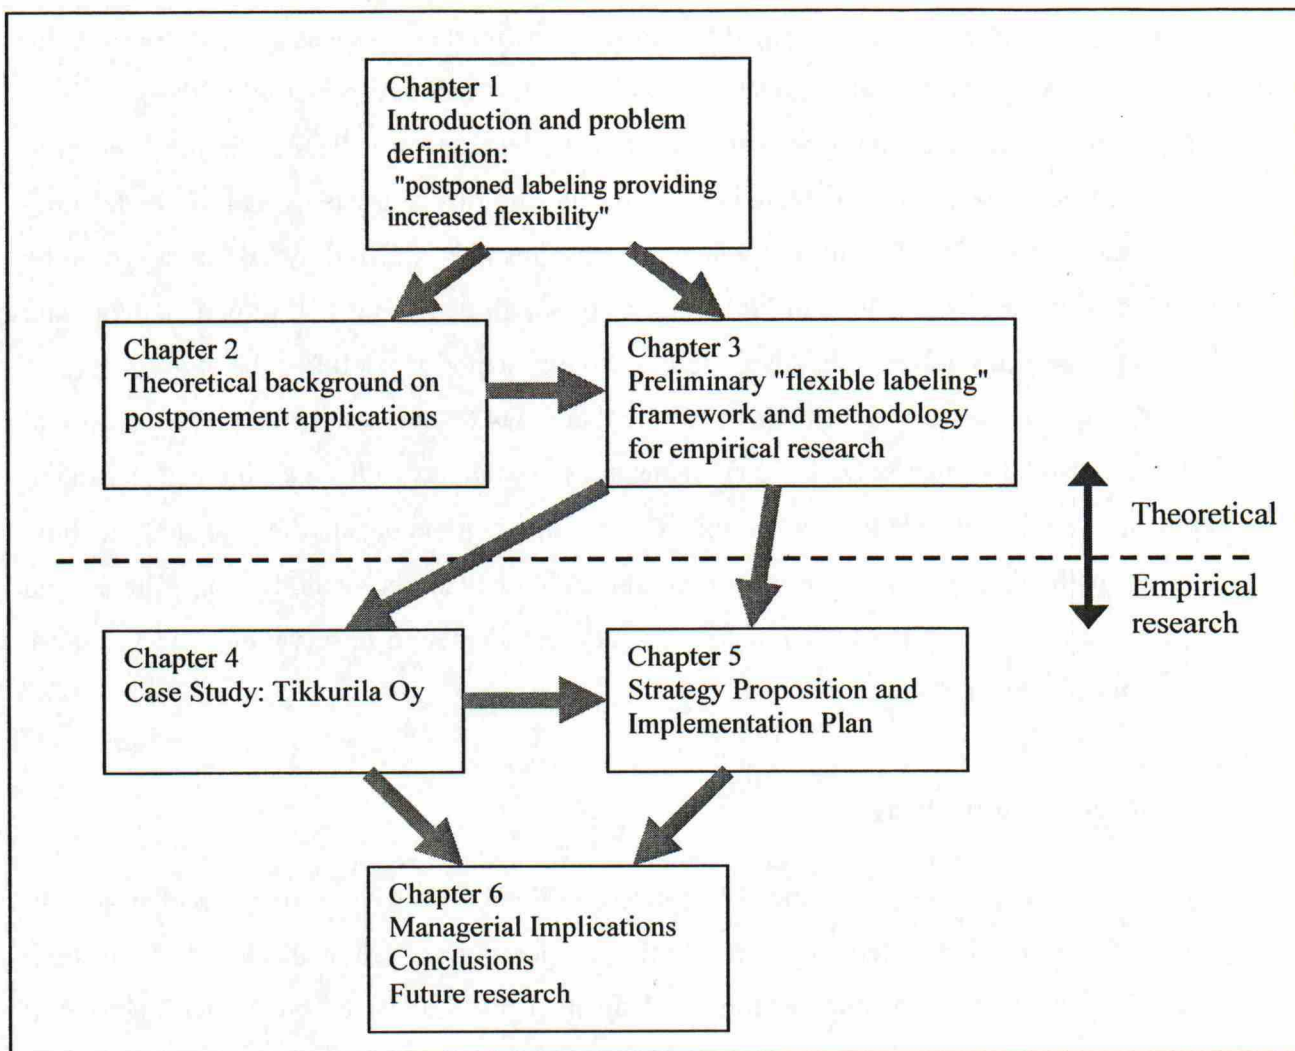 Chapter 1
Introduction and problem
definition:
"postponed labeling providing
increased flexibility"
Chapter 2
Theoretical background on
postponement applications
Chapter 3
Preliminary "flexible labeling"
framework and methodology
for empirical research
Theoretical
Empirical
research
Chapter 4
Case Study: Tikkurila Oy
Chapter 5
Strategy Proposition and
Implementation Plan
Chapter 6
Managerial Implications
Conclusions
Future research